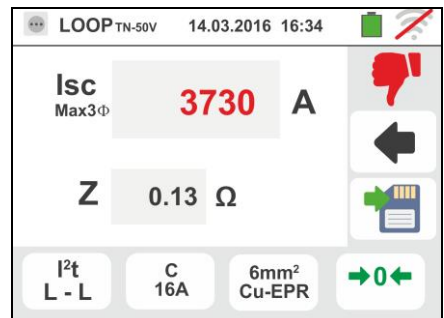 LOOP TN-50V 14.03.2016 16:34
Isc
Max3Φ
3730 A
Z 0.13 Ω
I²t
L - L
C
16A
6mm²
Cu-EPR
→0←